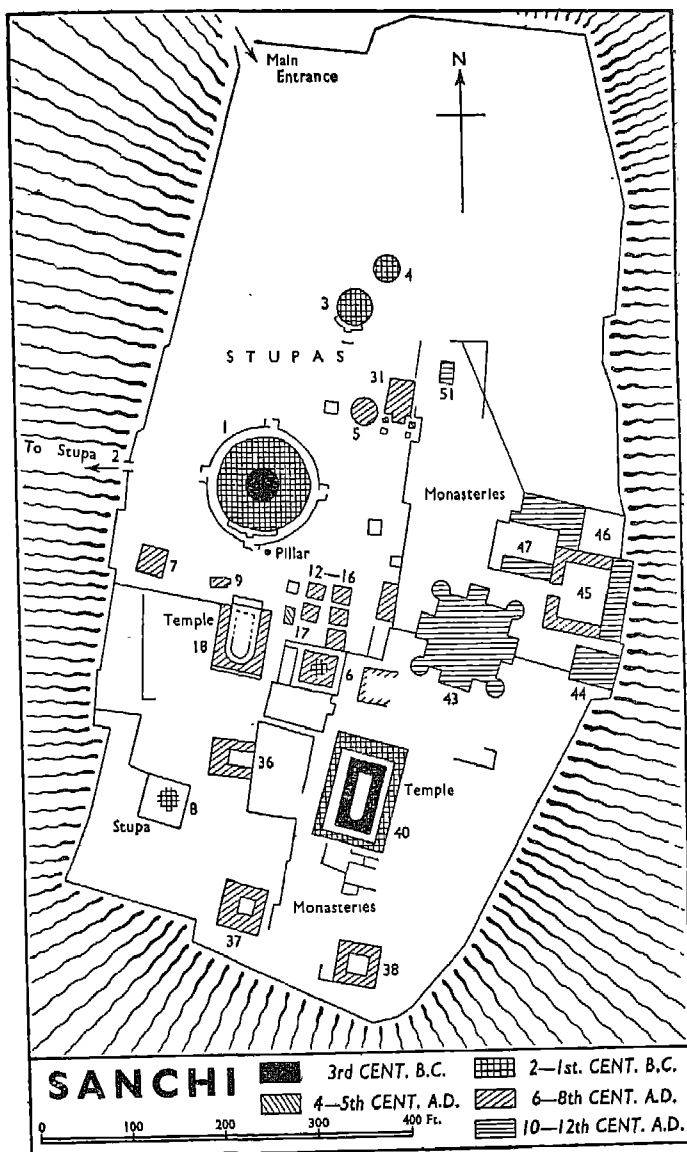 Main
Entrance
N
4
3
STUPAS
31
51
5
1
To Stupa 2
Monasteries
46
47
Pillar
7
9
12—16
45
Temple
18
17
6
43
44
36
Temple
8
Stupa
40
Monasteries
37
38
SANCHI
3rd CENT. B.C.
2—1st. CENT. B.C.
4—5th CENT. A.D.
6—8th CENT. A.D.
10—12th CENT. A.D.
0 100 200 300 400 Ft.